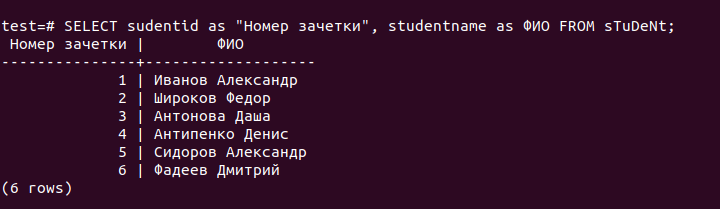 test=# SELECT sudentid as "Номер зачетки", studentname as ФИО FROM sTuDeNt;
 Номер зачетки |        ФИО
---------------+-------------------
             1 | Иванов Александр
             2 | Широков Федор
             3 | Антонова Даша
             4 | Антипенко Денис
             5 | Сидоров Александр
             6 | Фадеев Дмитрий
(6 rows)